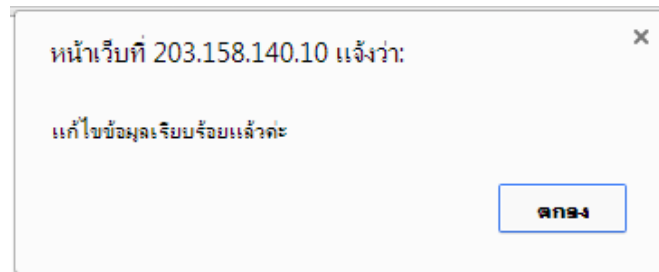 หน้าเว็บที่ 203.158.140.10 แจ้งว่า:
แก้ไขข้อมูลเรียบร้อยแล้วค่ะ
ตกลง